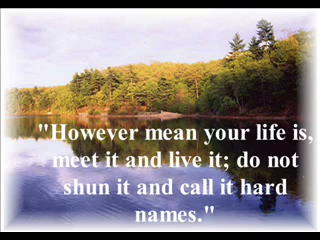 "However mean your life is,
meet it and live it; do not
shun it and call it hard
names."